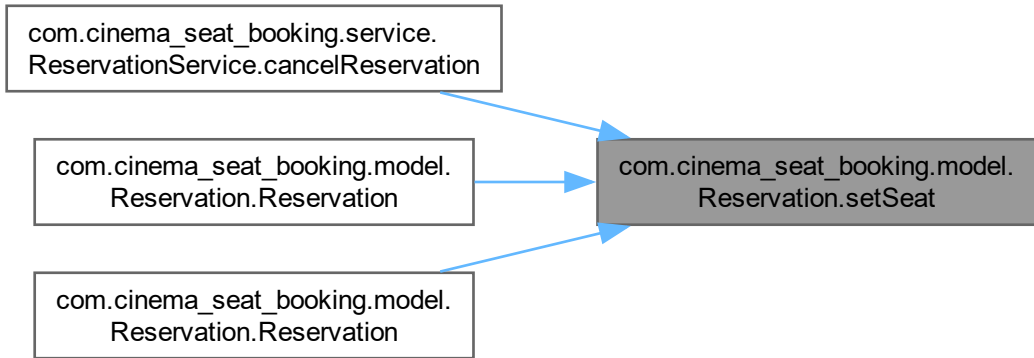 com.cinema_seat_booking.service.
ReservationService.cancelReservation
com.cinema_seat_booking.model.
Reservation.Reservation
com.cinema_seat_booking.model.
Reservation.setSeat
com.cinema_seat_booking.model.
Reservation.Reservation